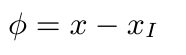 ϕ = x − x_I